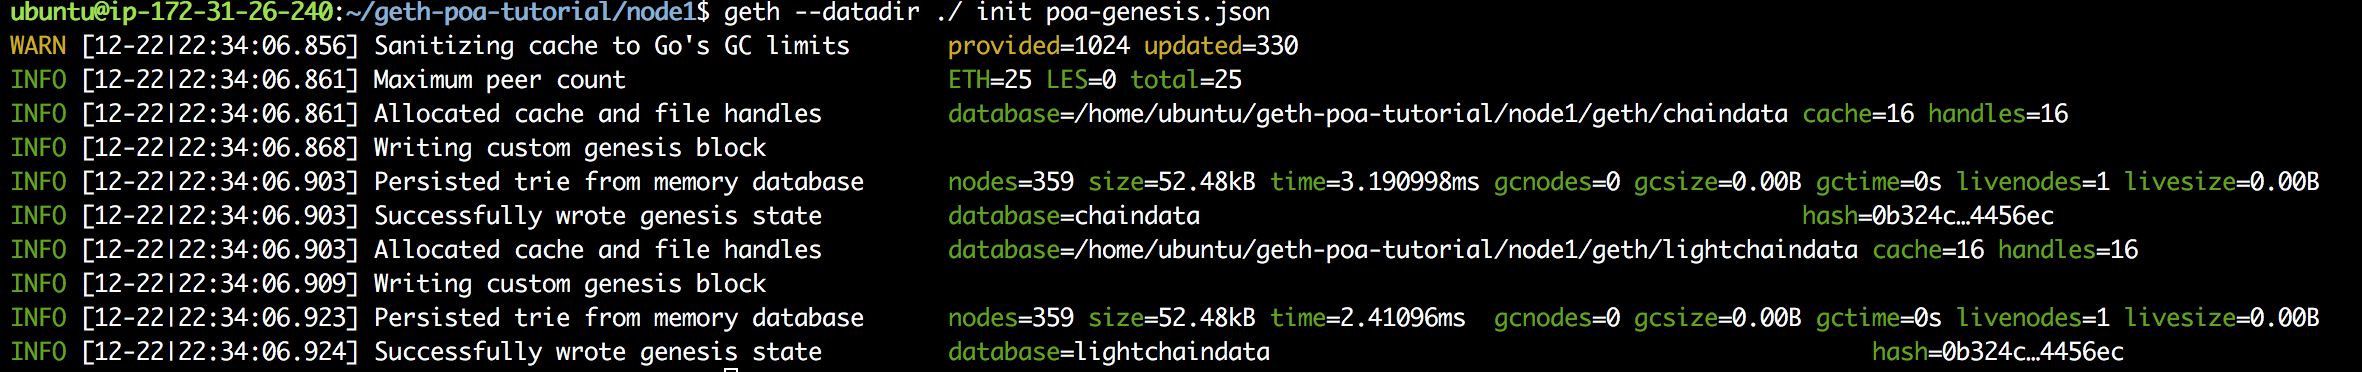 ubuntu@ip-172-31-26-240:~/geth-poa-tutorial/node1$ geth --datadir ./ init poa-genesis.json
WARN [12-22|22:34:06.856] Sanitizing cache to Go's GC limits provided=1024 updated=330
INFO [12-22|22:34:06.861] Maximum peer count ETH=25 LES=0 total=25
INFO [12-22|22:34:06.861] Allocated cache and file handles database=/home/ubuntu/geth-poa-tutorial/node1/geth/chaindata cache=16 handles=16
INFO [12-22|22:34:06.868] Writing custom genesis block
INFO [12-22|22:34:06.903] Persisted trie from memory database nodes=359 size=52.48kB time=3.190998ms gcnodes=0 gcsize=0.00B gctime=0s livenodes=1 livesize=0.00B
INFO [12-22|22:34:06.903] Successfully wrote genesis state database=chaindata hash=0b324c…4456ec
INFO [12-22|22:34:06.903] Allocated cache and file handles database=/home/ubuntu/geth-poa-tutorial/node1/geth/lightchaindata cache=16 handles=16
INFO [12-22|22:34:06.909] Writing custom genesis block
INFO [12-22|22:34:06.923] Persisted trie from memory database nodes=359 size=52.48kB time=2.41096ms gcnodes=0 gcsize=0.00B gctime=0s livenodes=1 livesize=0.00B
INFO [12-22|22:34:06.924] Successfully wrote genesis state database=lightchaindata hash=0b324c…4456ec